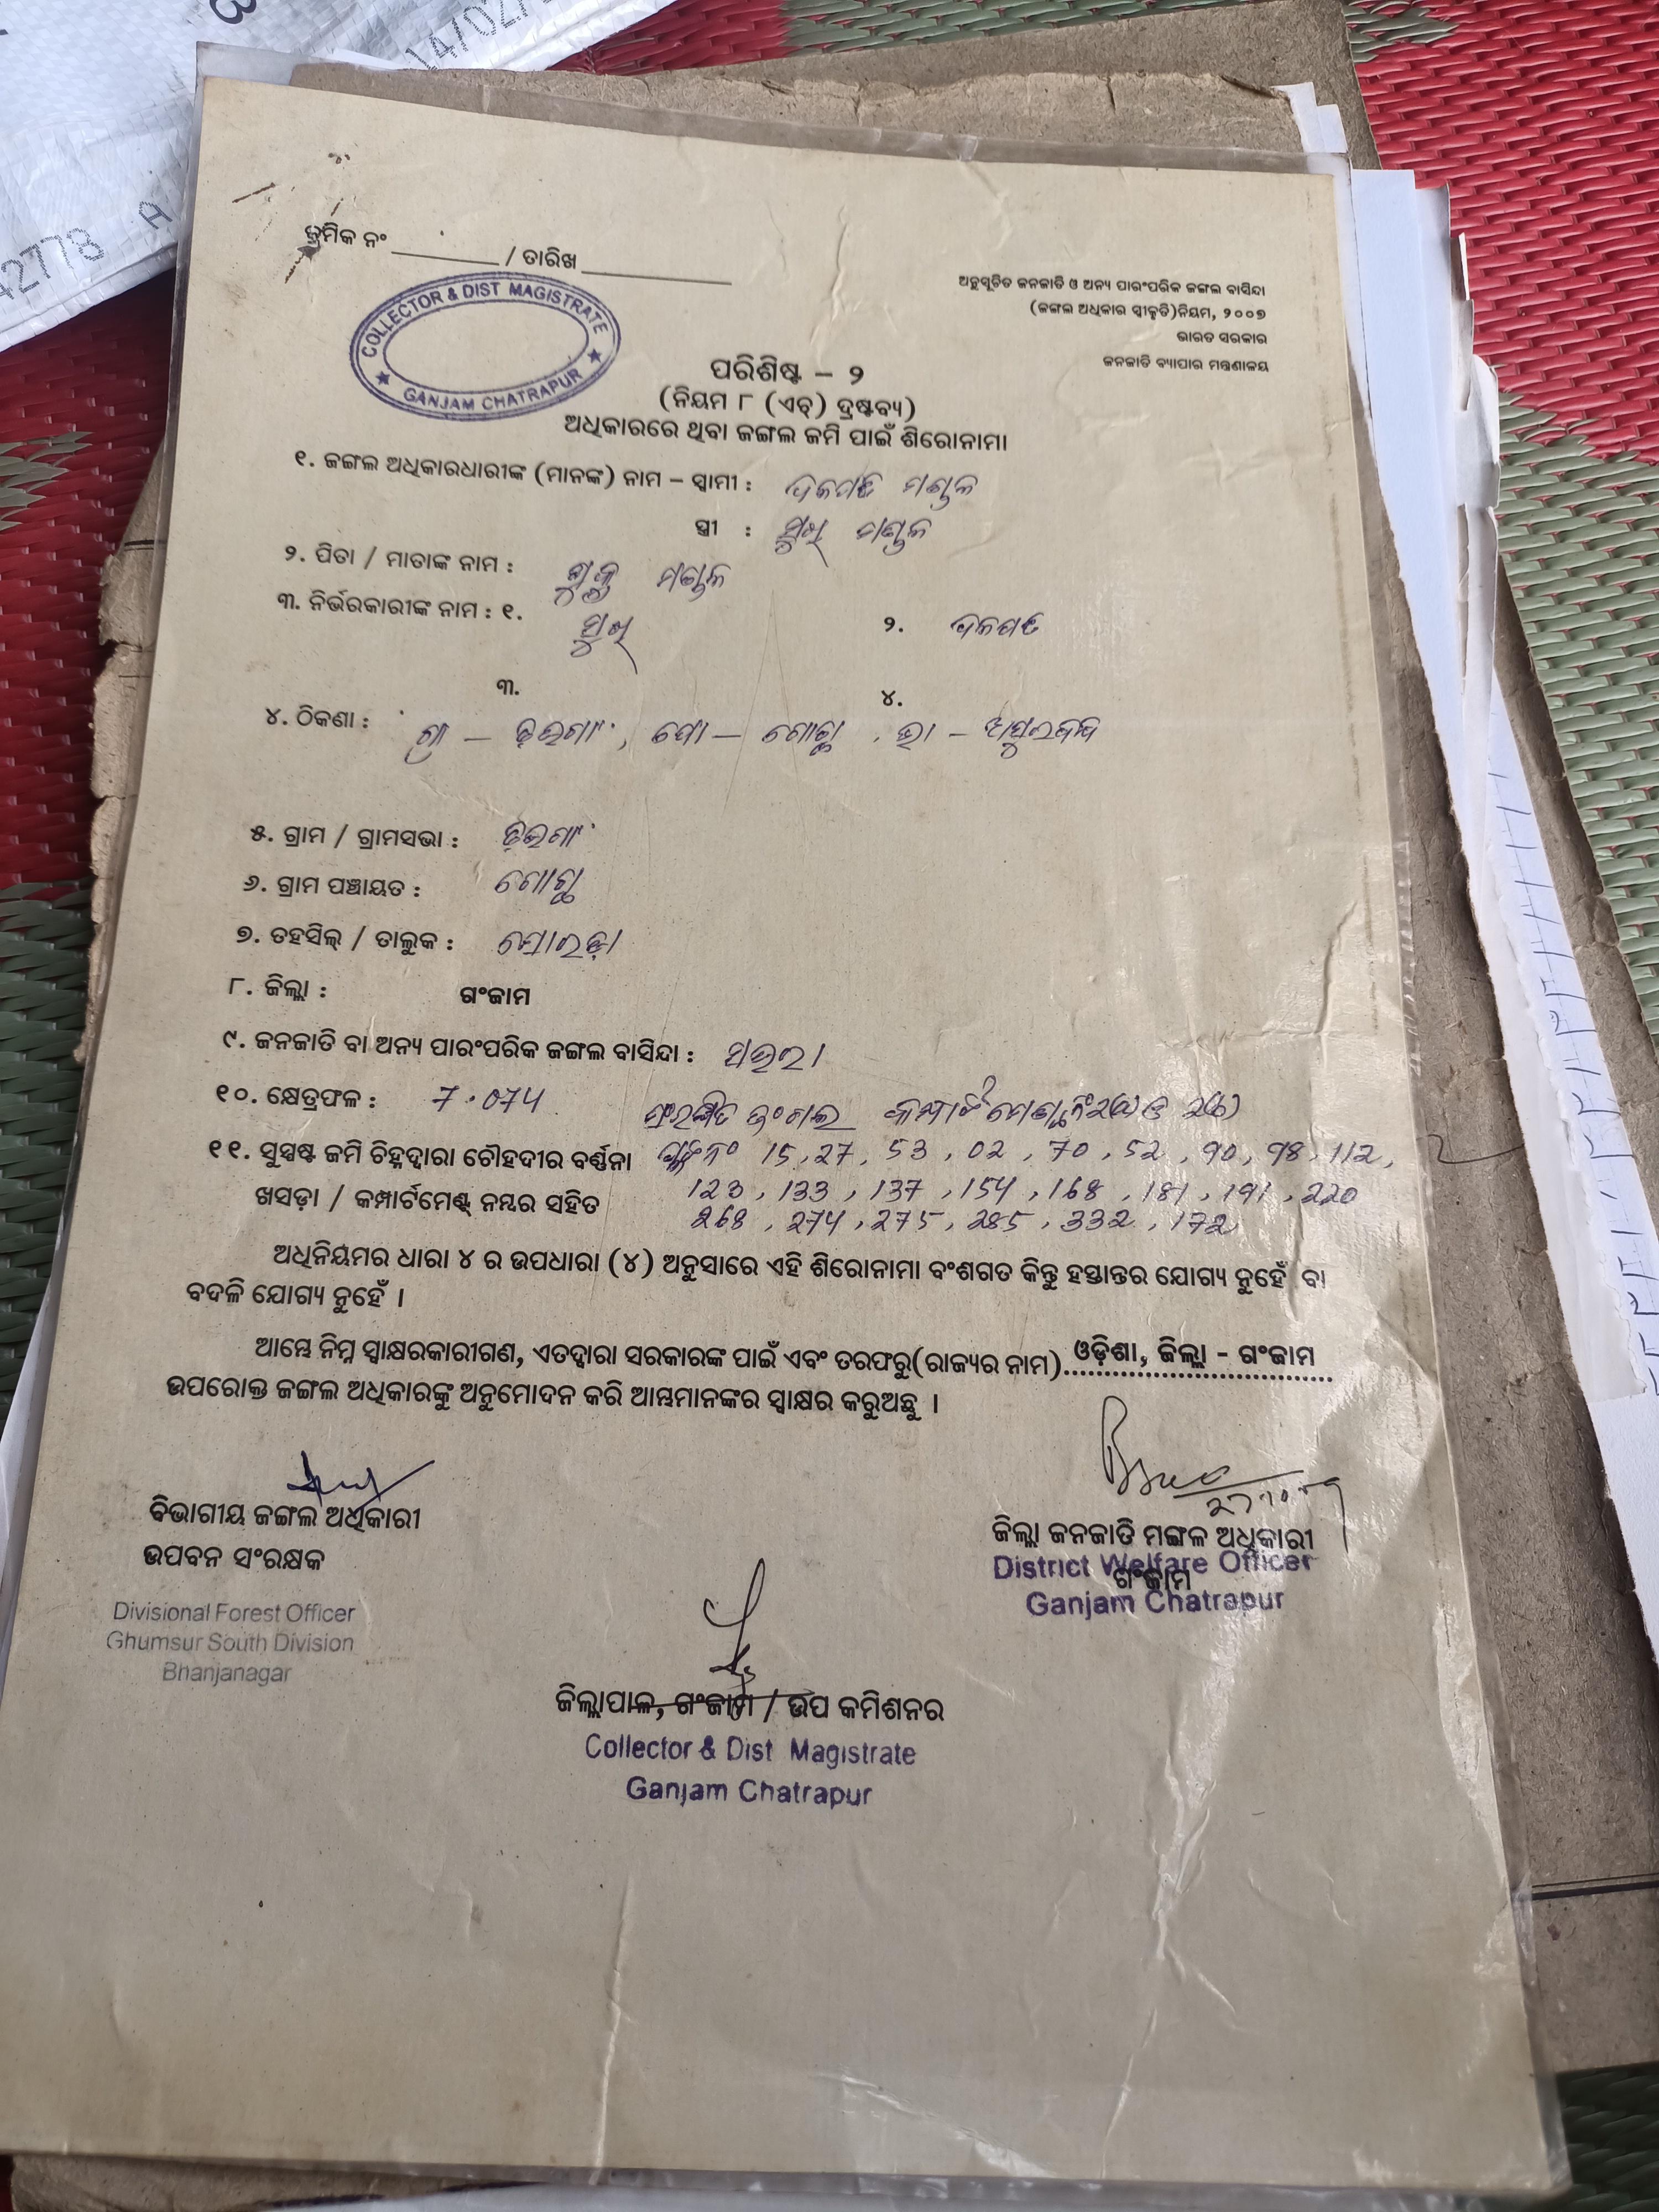 14/02/
42778 A
କ୍ରମିକ ନଂ ________ / ତାରିଖ ____________
COLLECTOR & DIST MAGISTRATE
GANJAM CHATRAPUR
ଅନୁସୂଚିତ ଜନଜାତି ଓ ଅନ୍ୟ ପାରଂପରିକ ଜଙ୍ଗଲ ବାସିନ୍ଦା
(ଜଙ୍ଗଲ ଅଧିକାର ସ୍ୱୀକୃତି) ନିୟମ, ୨୦୦୭
ଭାରତ ସରକାର
ଜନଜାତି ବ୍ୟାପାର ମନ୍ତ୍ରଣାଳୟ
ପରିଶିଷ୍ଟ – ୨
(ନିୟମ ୮ (ଏଚ୍) ଦ୍ରଷ୍ଟବ୍ୟ)
ଅଧିକାରରେ ଥିବା ଜଙ୍ଗଲ ଜମି ପାଇଁ ଶିରୋନାମା
୧. ଜଙ୍ଗଲ ଅଧିକାରଧାରୀଙ୍କ (ମାନଙ୍କ) ନାମ – ସ୍ୱାମୀ : ମଣ୍ଡଳ
ସ୍ତ୍ରୀ : ମଣ୍ଡଳ
୨. ପିତା / ମାତାଙ୍କ ନାମ : ମଣ୍ଡଳ
୩. ନିର୍ଭରକାରୀଙ୍କ ନାମ : ୧. ୨.
୩. ୪.
୪. ଠିକଣା : ଗ୍ରା – , ପୋ –
୫. ଗ୍ରାମ / ଗ୍ରାମସଭା :
୬. ଗ୍ରାମ ପଞ୍ଚାୟତ :
୭. ତହସିଲ୍ / ତାଲୁକ :
୮. ଜିଲ୍ଲା : ଗଂଜାମ
୯. ଜନଜାତି ବା ଅନ୍ୟ ପାରଂପରିକ ଜଙ୍ଗଲ ବାସିନ୍ଦା :
୧୦. କ୍ଷେତ୍ରଫଳ : 7.074
୧୧. ସୁସ୍ପଷ୍ଟ ଜମି ଚିହ୍ନଦ୍ୱାରା ଚୌହଦୀର ବର୍ଣ୍ଣନା 15, 27, 53, 02, 70, 52, 90, 98, 112,
ଖସଡ଼ା / କମ୍ପାର୍ଟମେଣ୍ଟ୍ ନମ୍ବର ସହିତ 123, 133, 137, 154, 168, 181, 191, 220
268, 274, 275, 285, 332, 172
ଅଧିନିୟମର ଧାରା ୪ ର ଉପଧାରା (୪) ଅନୁସାରେ ଏହି ଶିରୋନାମା ବଂଶଗତ କିନ୍ତୁ ହସ୍ତାନ୍ତର ଯୋଗ୍ୟ ନୁହେଁ ବା
ବଦଳି ଯୋଗ୍ୟ ନୁହେଁ ।
ଆମ୍ଭେ ନିମ୍ନ ସ୍ୱାକ୍ଷରକାରୀଗଣ, ଏତଦ୍ୱାରା ସରକାରଙ୍କ ପାଇଁ ଏବଂ ତରଫରୁ (ରାଜ୍ୟର ନାମ) ଓଡ଼ିଶା, ଜିଲ୍ଲା - ଗଂଜାମ
ଉପରୋକ୍ତ ଜଙ୍ଗଲ ଅଧିକାରଙ୍କୁ ଅନୁମୋଦନ କରି ଆମ୍ଭମାନଙ୍କର ସ୍ୱାକ୍ଷର କରୁଅଛୁ ।
ବିଭାଗୀୟ ଜଙ୍ଗଲ ଅଧିକାରୀ
ଉପବନ ସଂରକ୍ଷକ
Divisional Forest Officer
Ghumsur South Division
Bhanjanagar
ଜିଲ୍ଲା ଜନଜାତି ମଙ୍ଗଳ ଅଧିକାରୀ
ଗଂଜାମ
District Welfare Officer
Ganjam Chatrapur
ଜିଲ୍ଲାପାଳ, ଗଂଜାମ / ଉପ କମିଶନର
Collector & Dist Magistrate
Ganjam Chatrapur